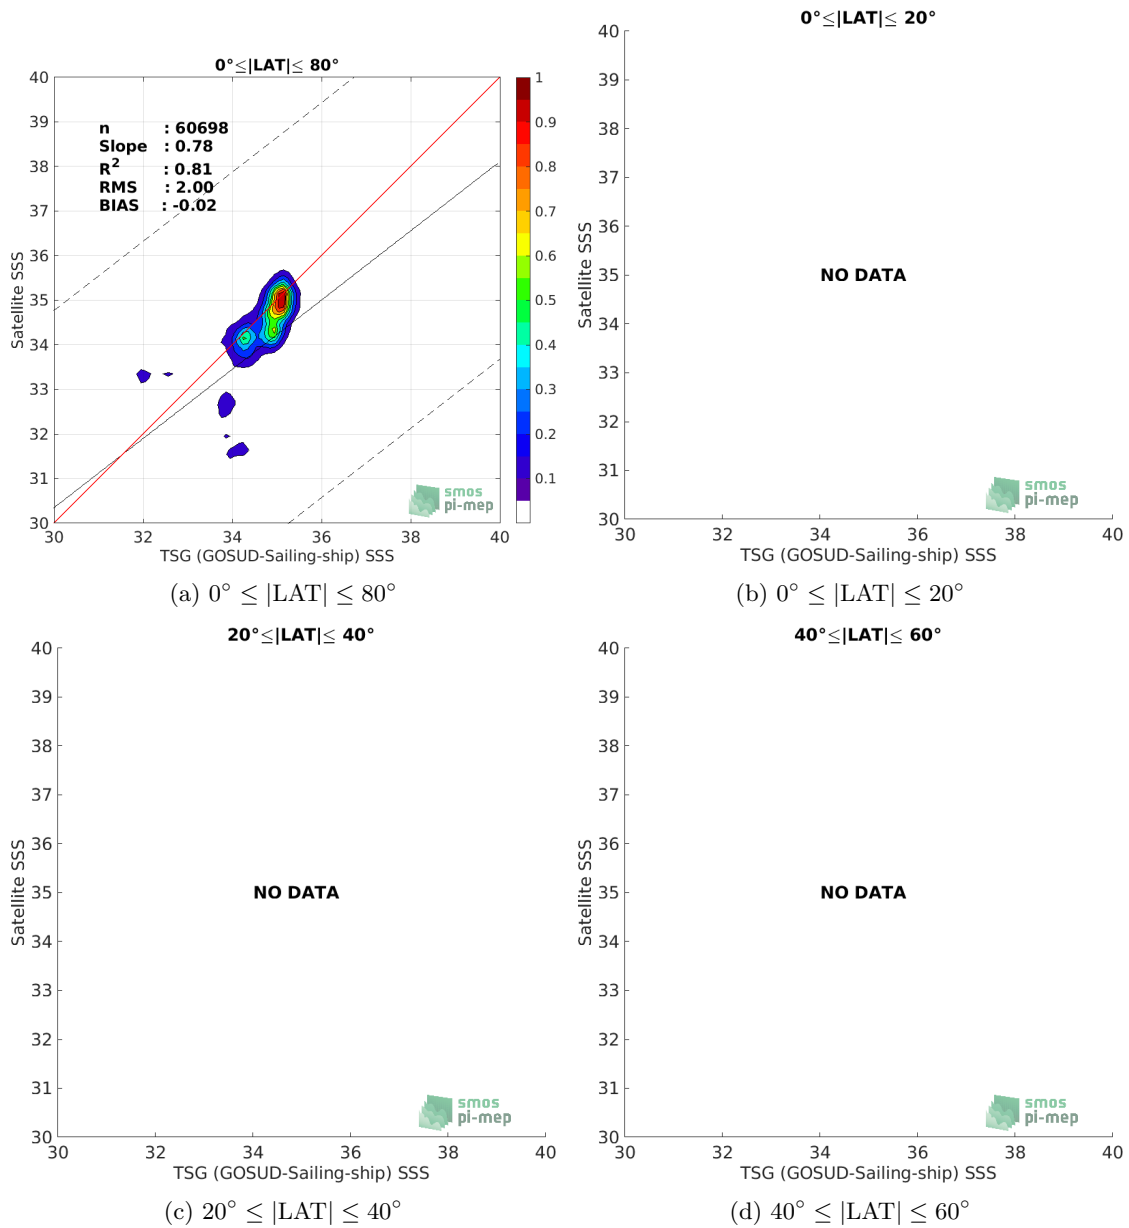 0°≤|LAT|≤ 80°
40
39
38
37
36
35
34
33
32
31
30
Satellite SSS
n : 60698
Slope : 0.78
R² : 0.81
RMS : 2.00
BIAS : -0.02
1
0.9
0.8
0.7
0.6
0.5
0.4
0.3
0.2
0.1
smos
pi-mep
30 32 34 36 38 40
TSG (GOSUD-Sailing-ship) SSS
(a) 0° ≤ |LAT| ≤ 80°
0°≤|LAT|≤ 20°
40
39
38
37
36
35
34
33
32
31
30
Satellite SSS
NO DATA
smos
pi-mep
30 32 34 36 38 40
TSG (GOSUD-Sailing-ship) SSS
(b) 0° ≤ |LAT| ≤ 20°
20°≤|LAT|≤ 40°
40
39
38
37
36
35
34
33
32
31
30
Satellite SSS
NO DATA
smos
pi-mep
30 32 34 36 38 40
TSG (GOSUD-Sailing-ship) SSS
(c) 20° ≤ |LAT| ≤ 40°
40°≤|LAT|≤ 60°
40
39
38
37
36
35
34
33
32
31
30
Satellite SSS
NO DATA
smos
pi-mep
30 32 34 36 38 40
TSG (GOSUD-Sailing-ship) SSS
(d) 40° ≤ |LAT| ≤ 60°